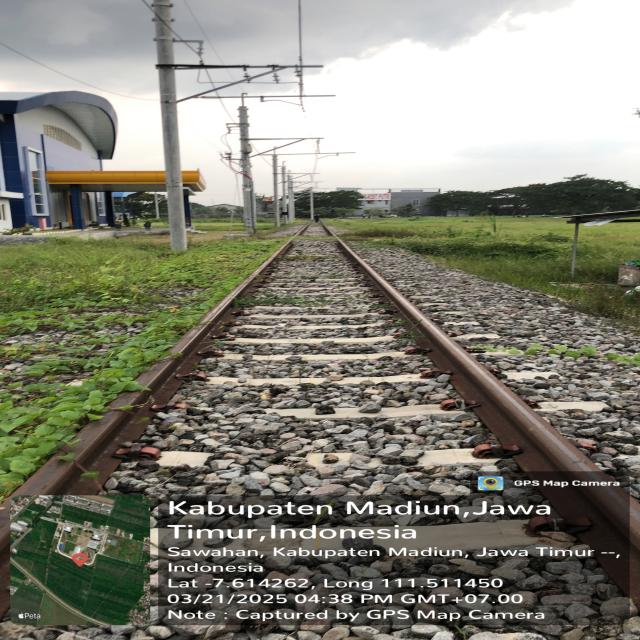 GPS Map Camera
Kabupaten Madiun,Jawa
Timur,Indonesia
Sawahan, Kabupaten Madiun, Jawa Timur --,
Indonesia
Lat -7.614262, Long 111.511450
03/21/2025 04:38 PM GMT+07:00
Note : Captured by GPS Map Camera
Peta